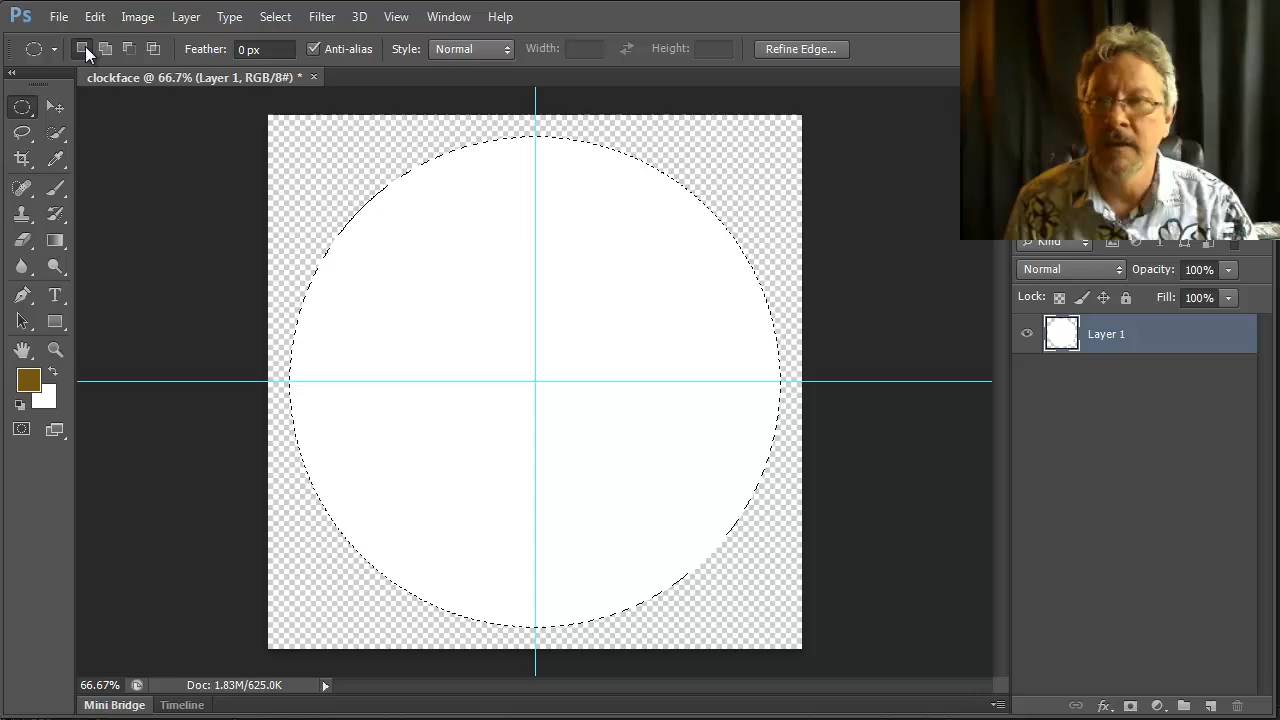 Ps File Edit Image Layer Type Select Filter 3D View Window Help
Feather: 0 px Anti-alias Style: Normal Width: Height: Refine Edge...
clockface @ 66.7% (Layer 1, RGB/8#) * ×
Kind
Normal Opacity: 100%
Lock: Fill: 100%
Layer 1
T
66.67% Doc: 1.83M/625.0K
Mini Bridge Timeline
fx